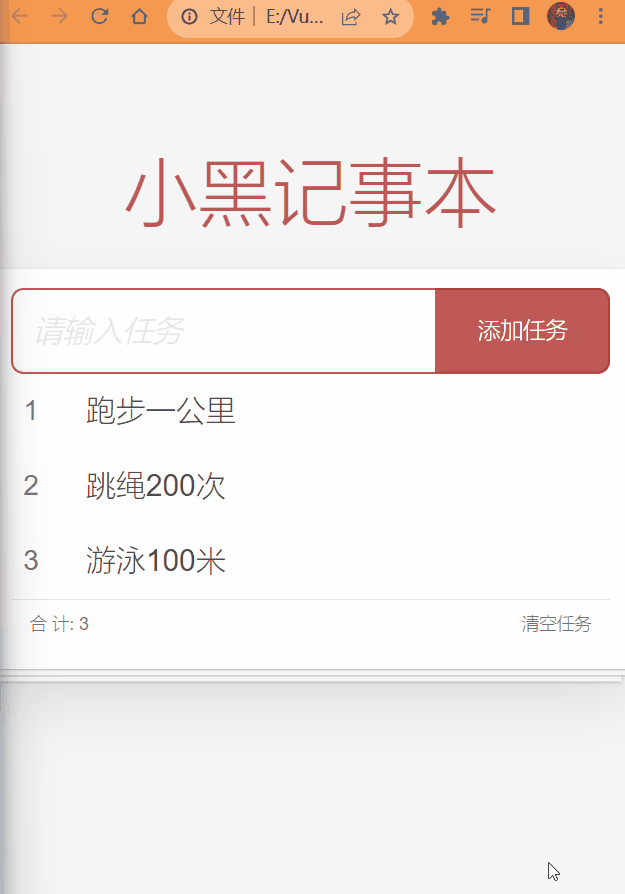 文件 | E:/Vu...
小黑记事本
请输入任务 添加任务
1 跑步一公里
2 跳绳200次
3 游泳100米
合 计: 3 清空任务